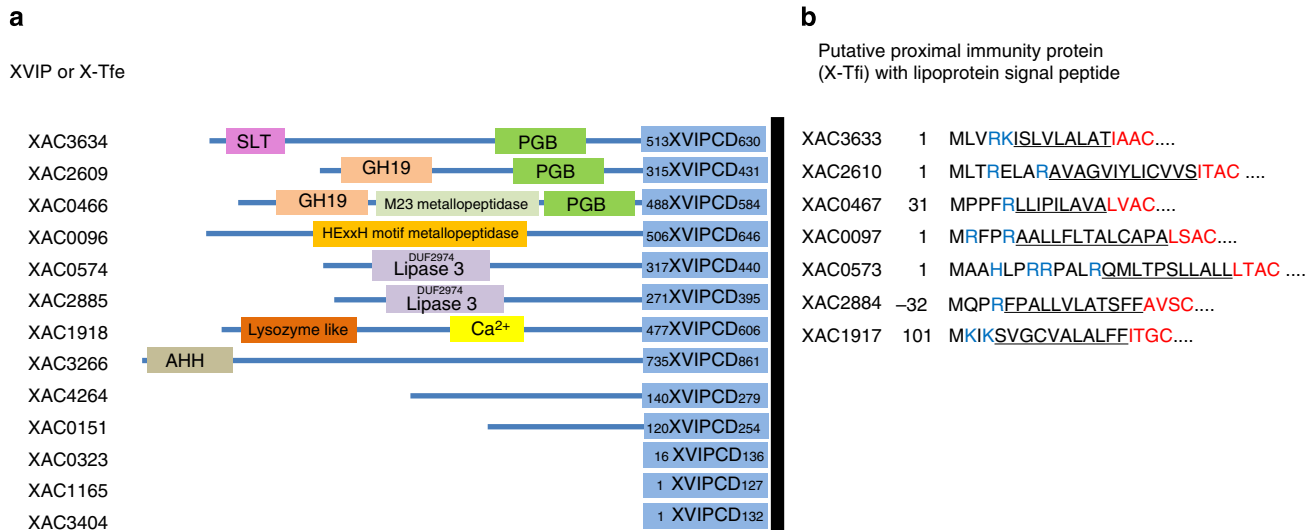 a
XVIP or X-Tfe
XAC3634 SLT PGB 513XVIPCD630
XAC2609 GH19 PGB 315XVIPCD431
XAC0466 GH19 M23 metallopeptidase PGB 488XVIPCD584
XAC0096 HExxH motif metallopeptidase 506XVIPCD646
XAC0574 DUF2974 Lipase 3 317XVIPCD440
XAC2885 DUF2974 Lipase 3 271XVIPCD395
XAC1918 Lysozyme like Ca2+ 477XVIPCD606
XAC3266 AHH 735XVIPCD861
XAC4264 140XVIPCD279
XAC0151 120XVIPCD254
XAC0323 16 XVIPCD136
XAC1165 1 XVIPCD127
XAC3404 1 XVIPCD132
b
Putative proximal immunity protein
(X-Tfi) with lipoprotein signal peptide
XAC3633 1 MLVRKISLVLALATIAAC....
XAC2610 1 MLTRELARAVAGVIYLICVVSITAC ....
XAC0467 31 MPPFRLLIPILAVALVAC....
XAC0097 1 MRFPRAALLFLTALCAPALSAC....
XAC0573 1 MAAHLPRRPALRQMLTPSLLALLLTAC ....
XAC2884 –32 MQPRFPALLVLATSFFAVSC....
XAC1917 101 MKIKSVGCVALALFFITGC....